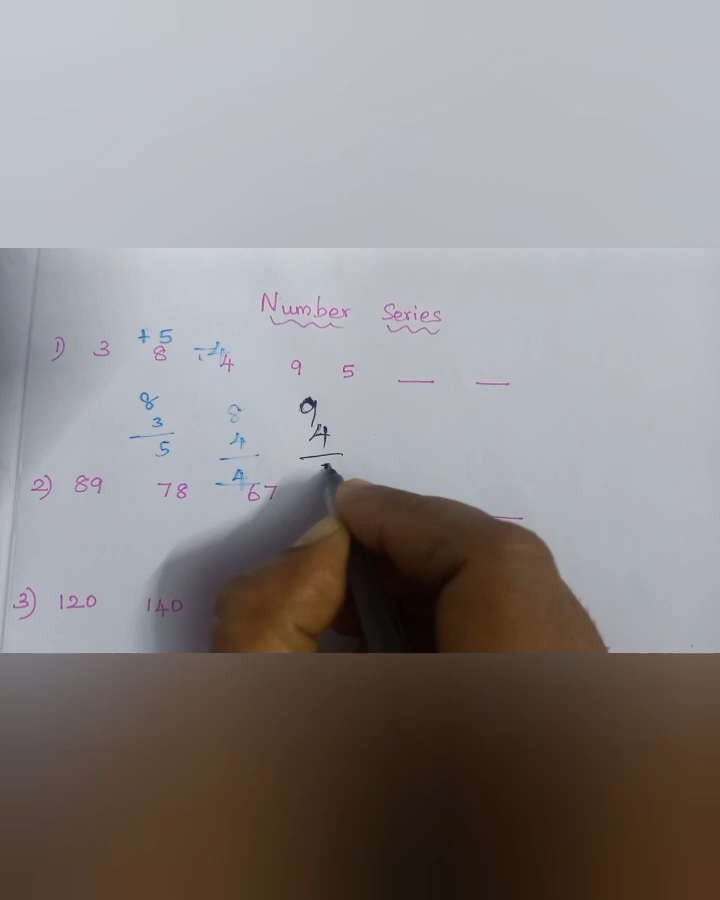 Number Series
+5
1) 3 8 -4 4 9 5
8 8 9
3 4 4
5 4
2) 89 78 67
3) 120 140